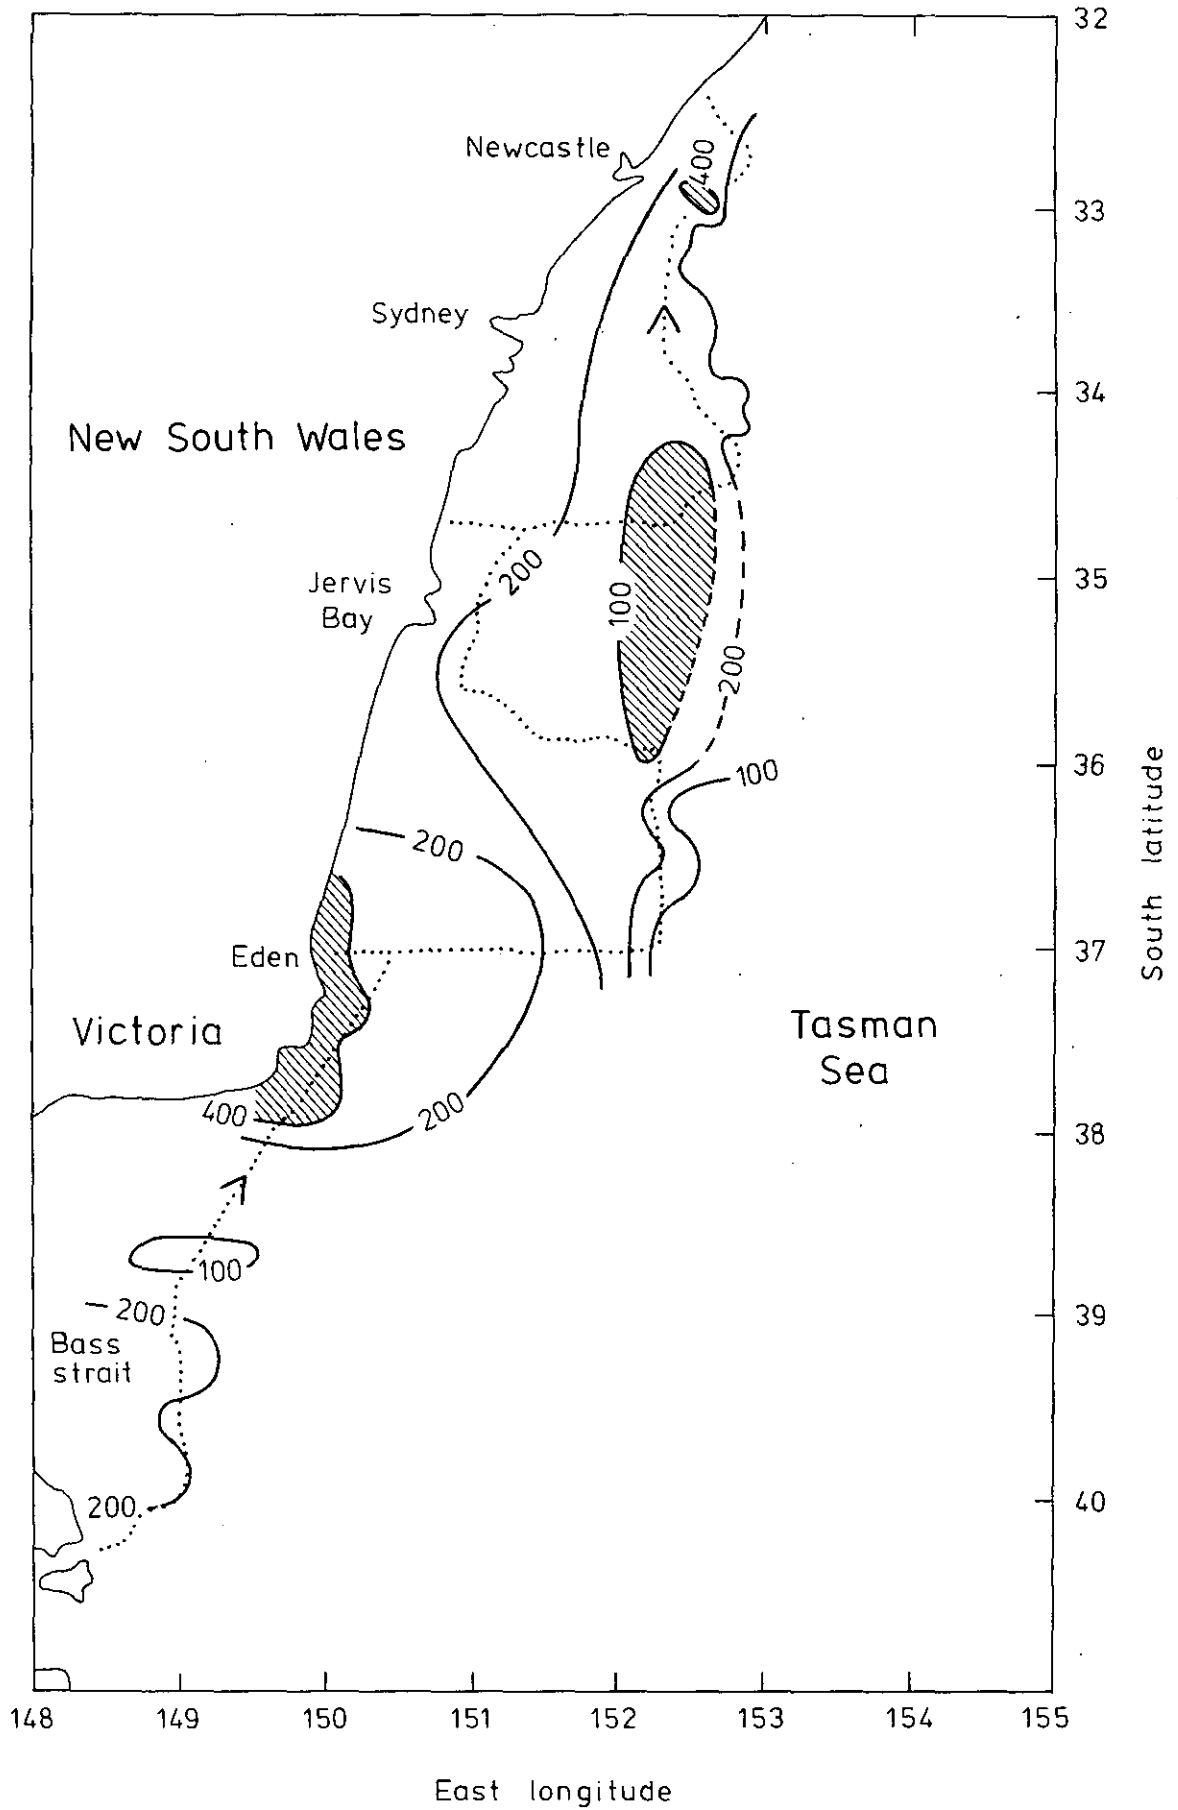 32
Newcastle
400
33
Sydney
34
New South Wales
200
35
Jervis
Bay
100
200
36
100
South latitude
200
Eden
37
Victoria
Tasman
Sea
400
200
38
100
200
39
Bass
strait
200
40
148 149 150 151 152 153 154 155
East longitude